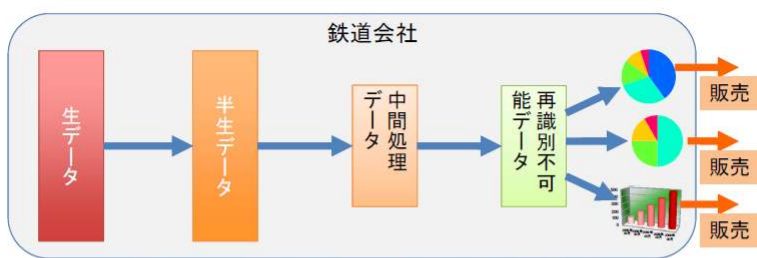 鉄道会社
生データ
半生データ
中間処理
データ
再識別不可
能データ
販売
販売
販売